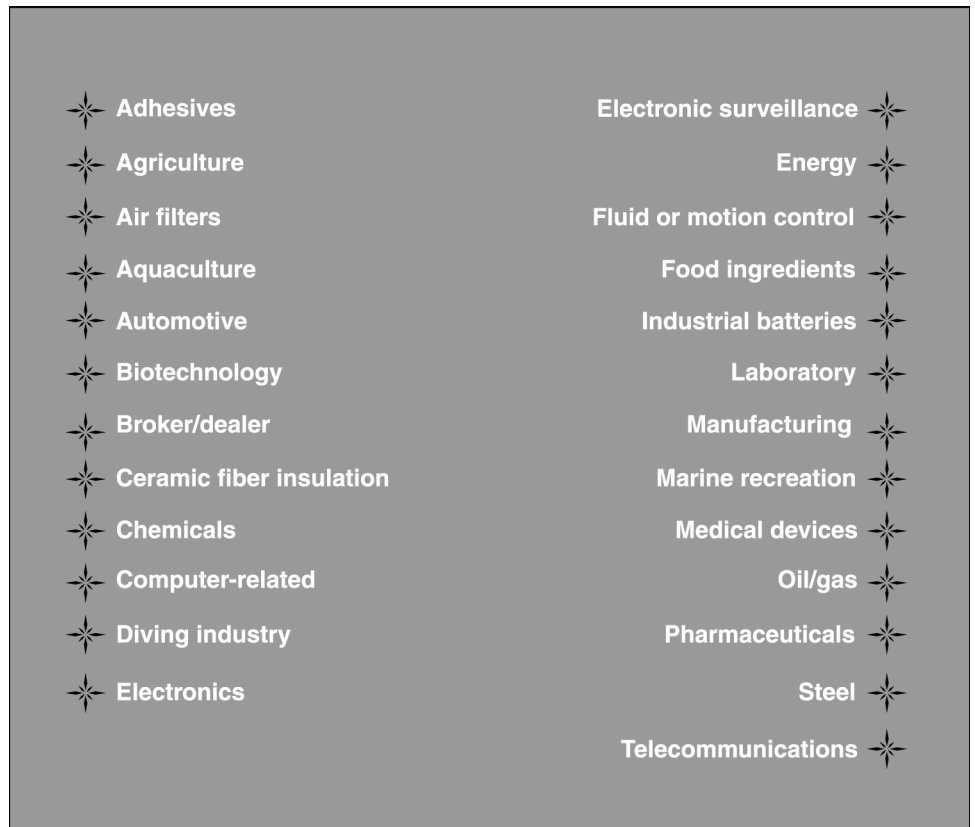 Adhesives
Agriculture
Air filters
Aquaculture
Automotive
Biotechnology
Broker/dealer
Ceramic fiber insulation
Chemicals
Computer-related
Diving industry
Electronics
Electronic surveillance
Energy
Fluid or motion control
Food ingredients
Industrial batteries
Laboratory
Manufacturing
Marine recreation
Medical devices
Oil/gas
Pharmaceuticals
Steel
Telecommunications